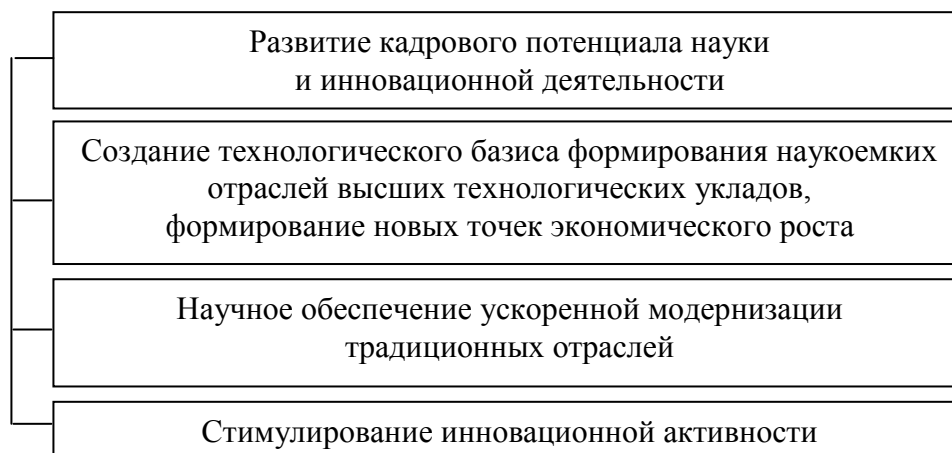 Развитие кадрового потенциала науки
и инновационной деятельности
Создание технологического базиса формирования наукоемких
отраслей высших технологических укладов,
формирование новых точек экономического роста
Научное обеспечение ускоренной модернизации
традиционных отраслей
Стимулирование инновационной активности